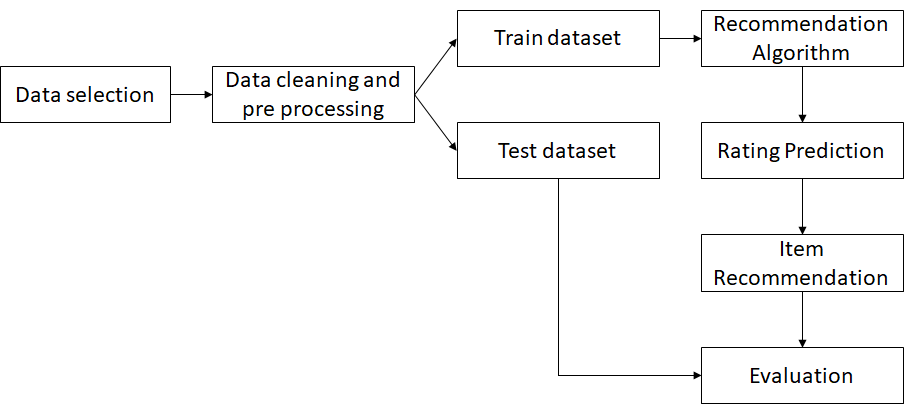 Data selection
Data cleaning and
pre processing
Train dataset
Test dataset
Recommendation
Algorithm
Rating Prediction
Item
Recommendation
Evaluation